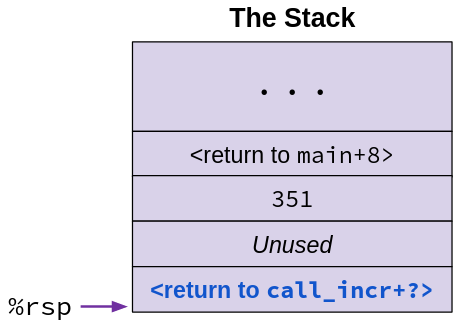 The Stack
. . .
<return to main+8>
351
Unused
<return to call_incr+?>
%rsp